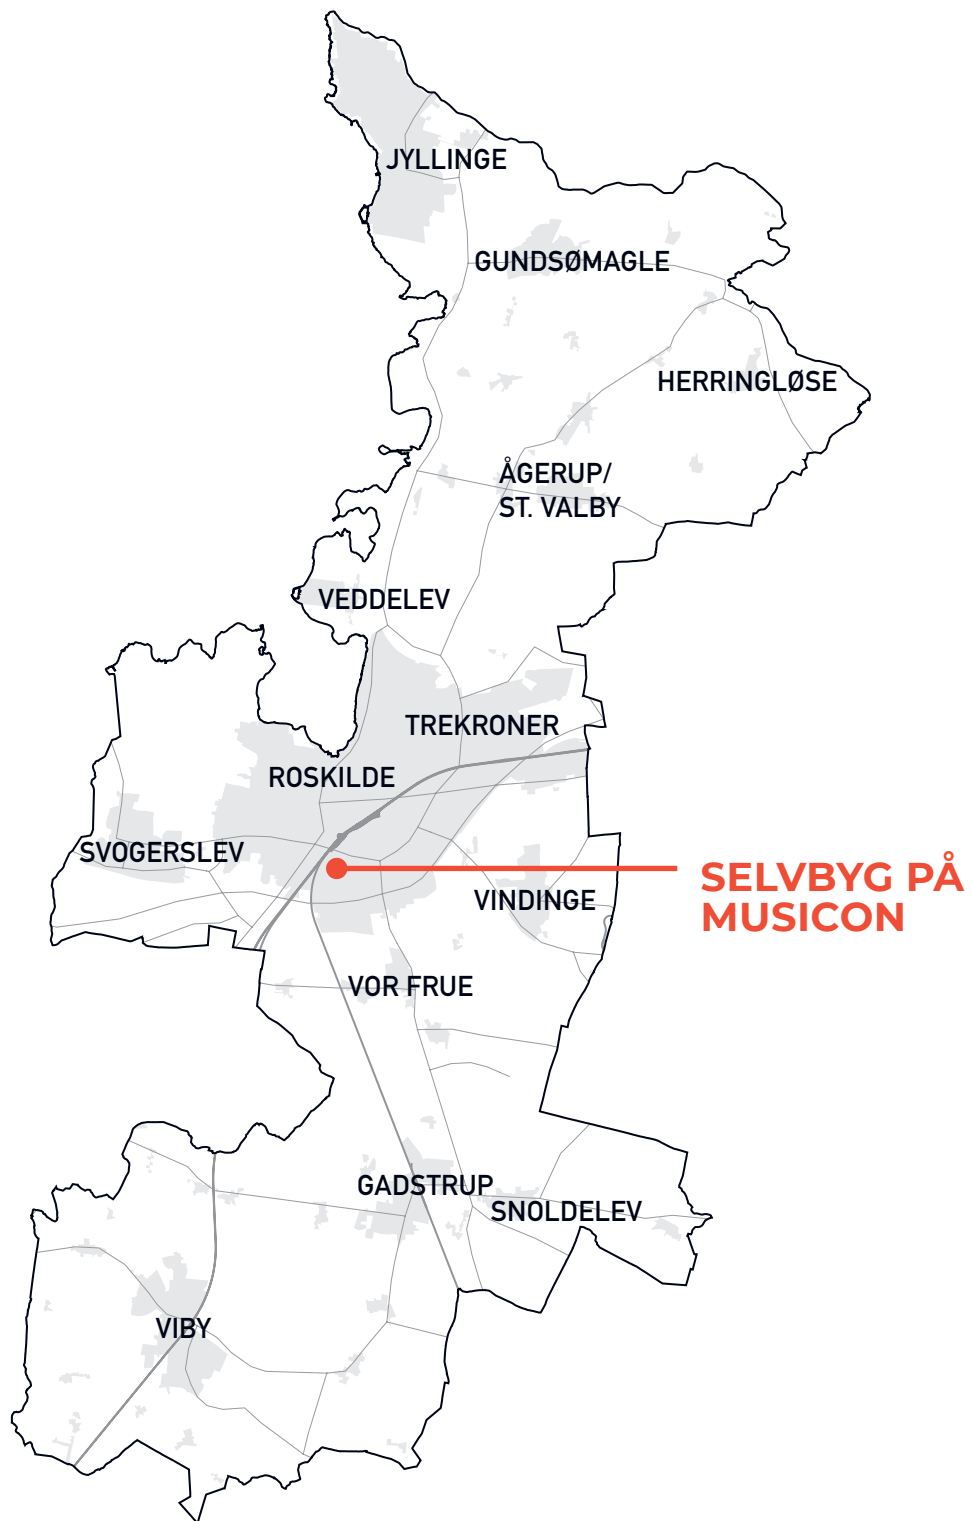 JYLLINGE
GUNDSØMAGLE
HERRINGLØSE
ÅGERUP/
ST. VALBY
VEDDELEV
TREKRONER
ROSKILDE
SVOGERSLEV
SELVBYG PÅ
MUSICON
VINDINGE
VOR FRUE
GADSTRUP
SNOLDELEV
VIBY